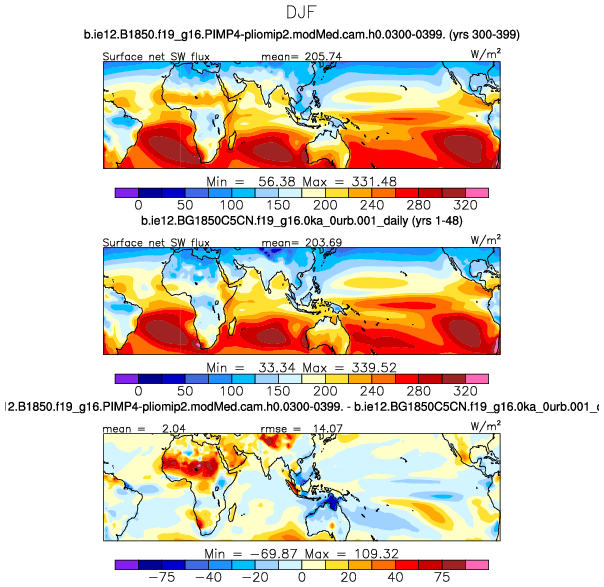 DJF
b.ie12.B1850.f19_g16.PIMP4-pliomip2.modMed.cam.h0.0300-0399. (yrs 300-399)
Surface net SW flux mean= 205.74 W/m²
Min = 56.38 Max = 331.48
0 50 100 150 200 240 280 320
b.ie12.BG1850C5CN.f19_g16.0ka_0urb.001_daily (yrs 1-48)
Surface net SW flux mean= 203.69 W/m²
Min = 33.34 Max = 339.52
0 50 100 150 200 240 280 320
12.B1850.f19_g16.PIMP4-pliomip2.modMed.cam.h0.0300-0399. - b.ie12.BG1850C5CN.f19_g16.0ka_0urb.001_
mean = 2.04 rmse = 14.07 W/m²
Min = −69.87 Max = 109.32
−75 −40 −20 0 20 40 75